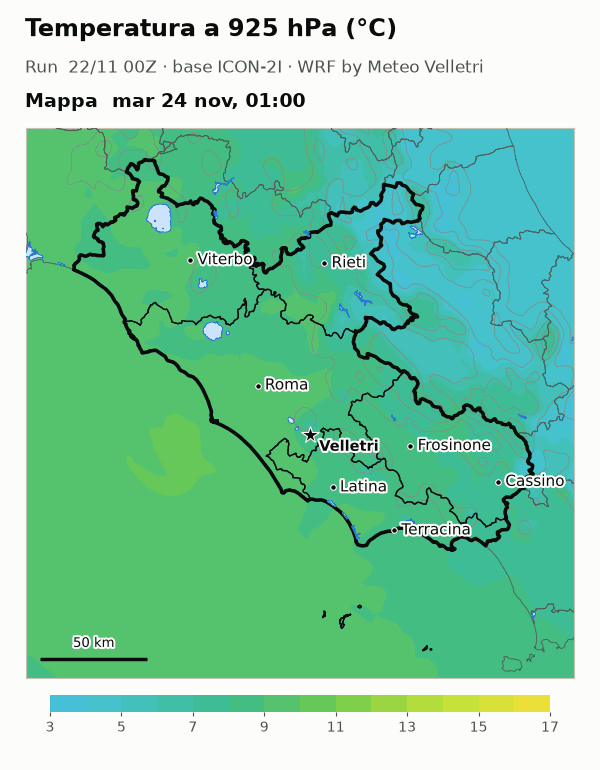 Temperatura a 925 hPa (°C)
Run 22/11 00Z · base ICON-2I · WRF by Meteo Velletri
Mappa mar 24 nov, 01:00
Viterbo
Rieti
Roma
Velletri
Frosinone
Cassino
Latina
Terracina
50 km
3 5 7 9 11 13 15 17